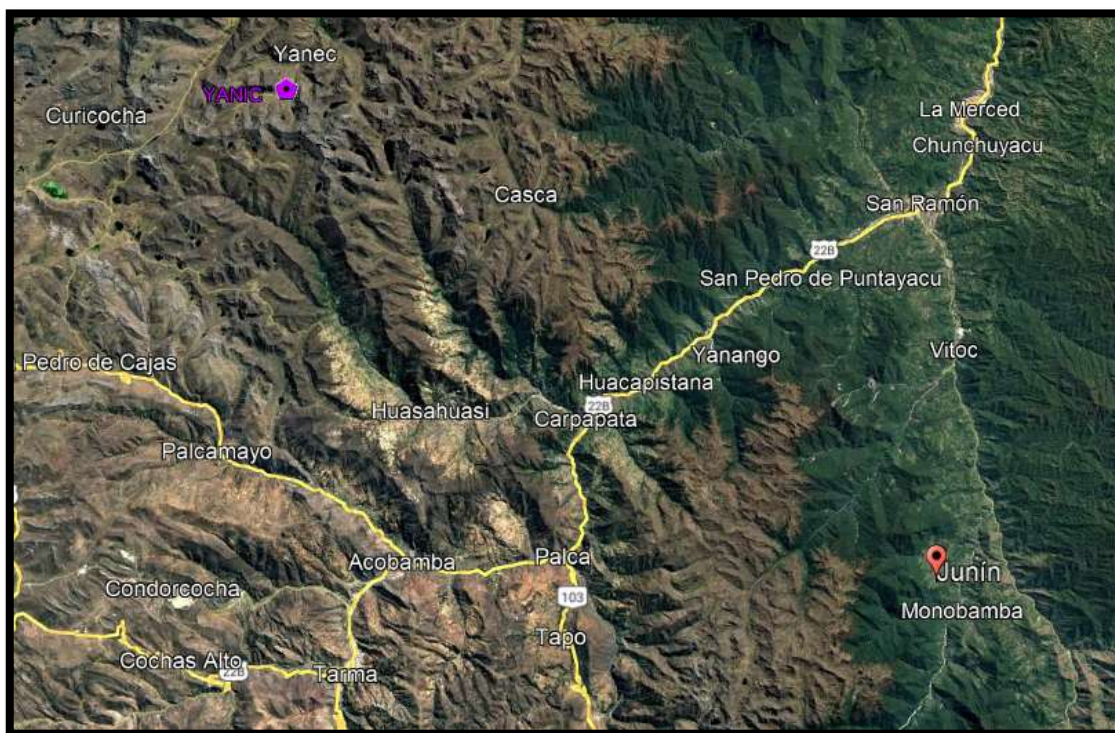 Yanec
YANIC
Curicocha
La Merced
Chunchuyacu
Casca
San Ramón
22B
San Pedro de Puntayacu
Yanango
Vitoc
Pedro de Cajas
Huacapistana
22B
Huasahuasi
Carpapata
Palcamayo
Acobamba
Palca
Junín
Condorcocha
103
Monobamba
Tapo
Cochas Alto
22B
Tarma